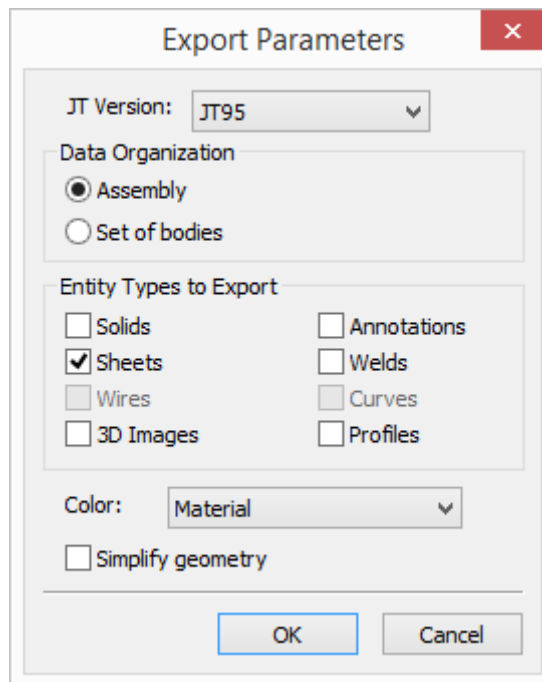 Export Parameters
JT Version: JT95
Data Organization
Assembly
Set of bodies
Entity Types to Export
Solids Annotations
Sheets Welds
Wires Curves
3D Images Profiles
Color: Material
Simplify geometry
OK Cancel